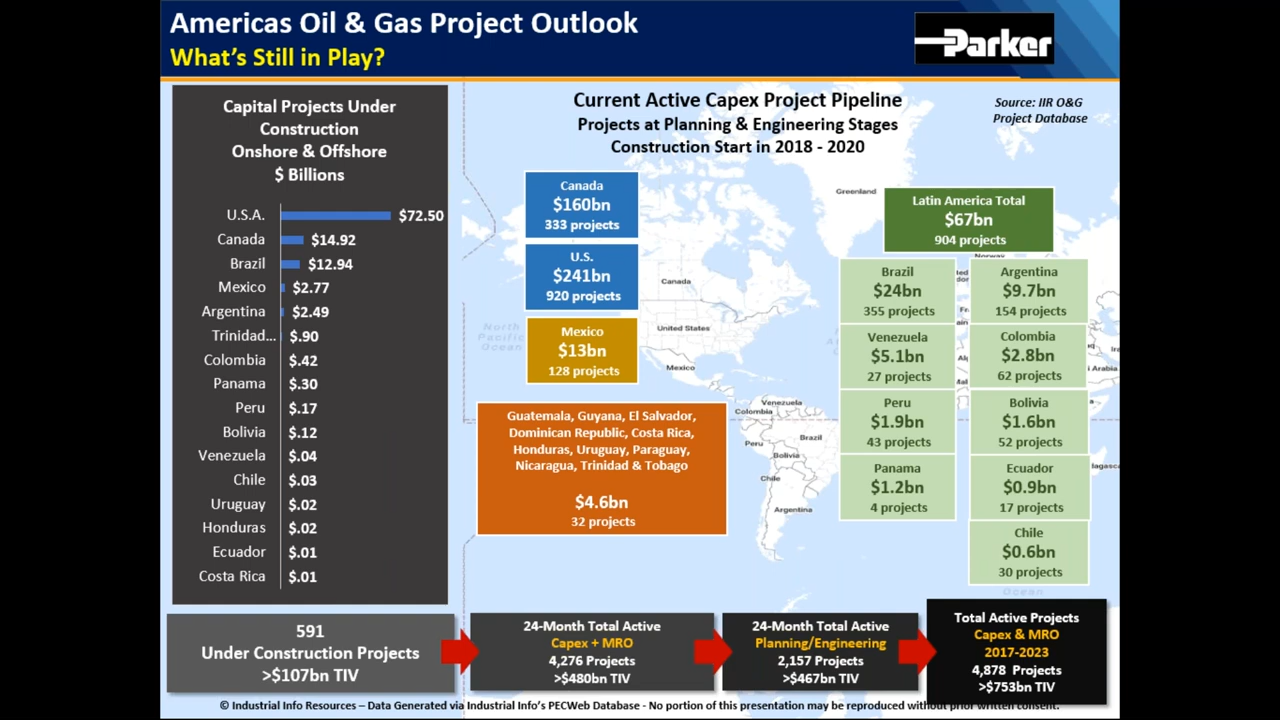 Americas Oil & Gas Project Outlook
What's Still in Play?
Parker
Capital Projects Under
Construction
Onshore & Offshore
$ Billions
U.S.A. $72.50
Canada $14.92
Brazil $12.94
Mexico $2.77
Argentina $2.49
Trinidad... $.90
Colombia $.42
Panama $.30
Peru $.17
Bolivia $.12
Venezuela $.04
Chile $.03
Uruguay $.02
Honduras $.02
Ecuador $.01
Costa Rica $.01
Current Active Capex Project Pipeline
Projects at Planning & Engineering Stages
Construction Start in 2018 - 2020
Source: IIR O&G
Project Database
Canada
$160bn
333 projects
U.S.
$241bn
920 projects
Mexico
$13bn
128 projects
Guatemala, Guyana, El Salvador,
Dominican Republic, Costa Rica,
Honduras, Uruguay, Paraguay,
Nicaragua, Trinidad & Tobago
$4.6bn
32 projects
Greenland
Canada
United States
Mexico
North
Pacific
Ocean
Venezuela
Colombia
Brazil
Peru
Bolivia
Chile
Argentina
Latin America Total
$67bn
904 projects
Norway
Brazil
$24bn
355 projects
Argentina
$9.7bn
154 projects
Venezuela
$5.1bn
27 projects
Colombia
$2.8bn
62 projects
Peru
$1.9bn
43 projects
Bolivia
$1.6bn
52 projects
Panama
$1.2bn
4 projects
Ecuador
$0.9bn
17 projects
Chile
$0.6bn
30 projects
Ocean
591
Under Construction Projects
>$107bn TIV
24-Month Total Active
Capex + MRO
4,276 Projects
>$480bn TIV
24-Month Total Active
Planning/Engineering
2,157 Projects
>$467bn TIV
Total Active Projects
Capex & MRO
2017-2023
4,878 Projects
>$753bn TIV
© Industrial Info Resources – Data Generated via Industrial Info's PECWeb Database - No portion of this presentation may be reproduced without prior written consent.